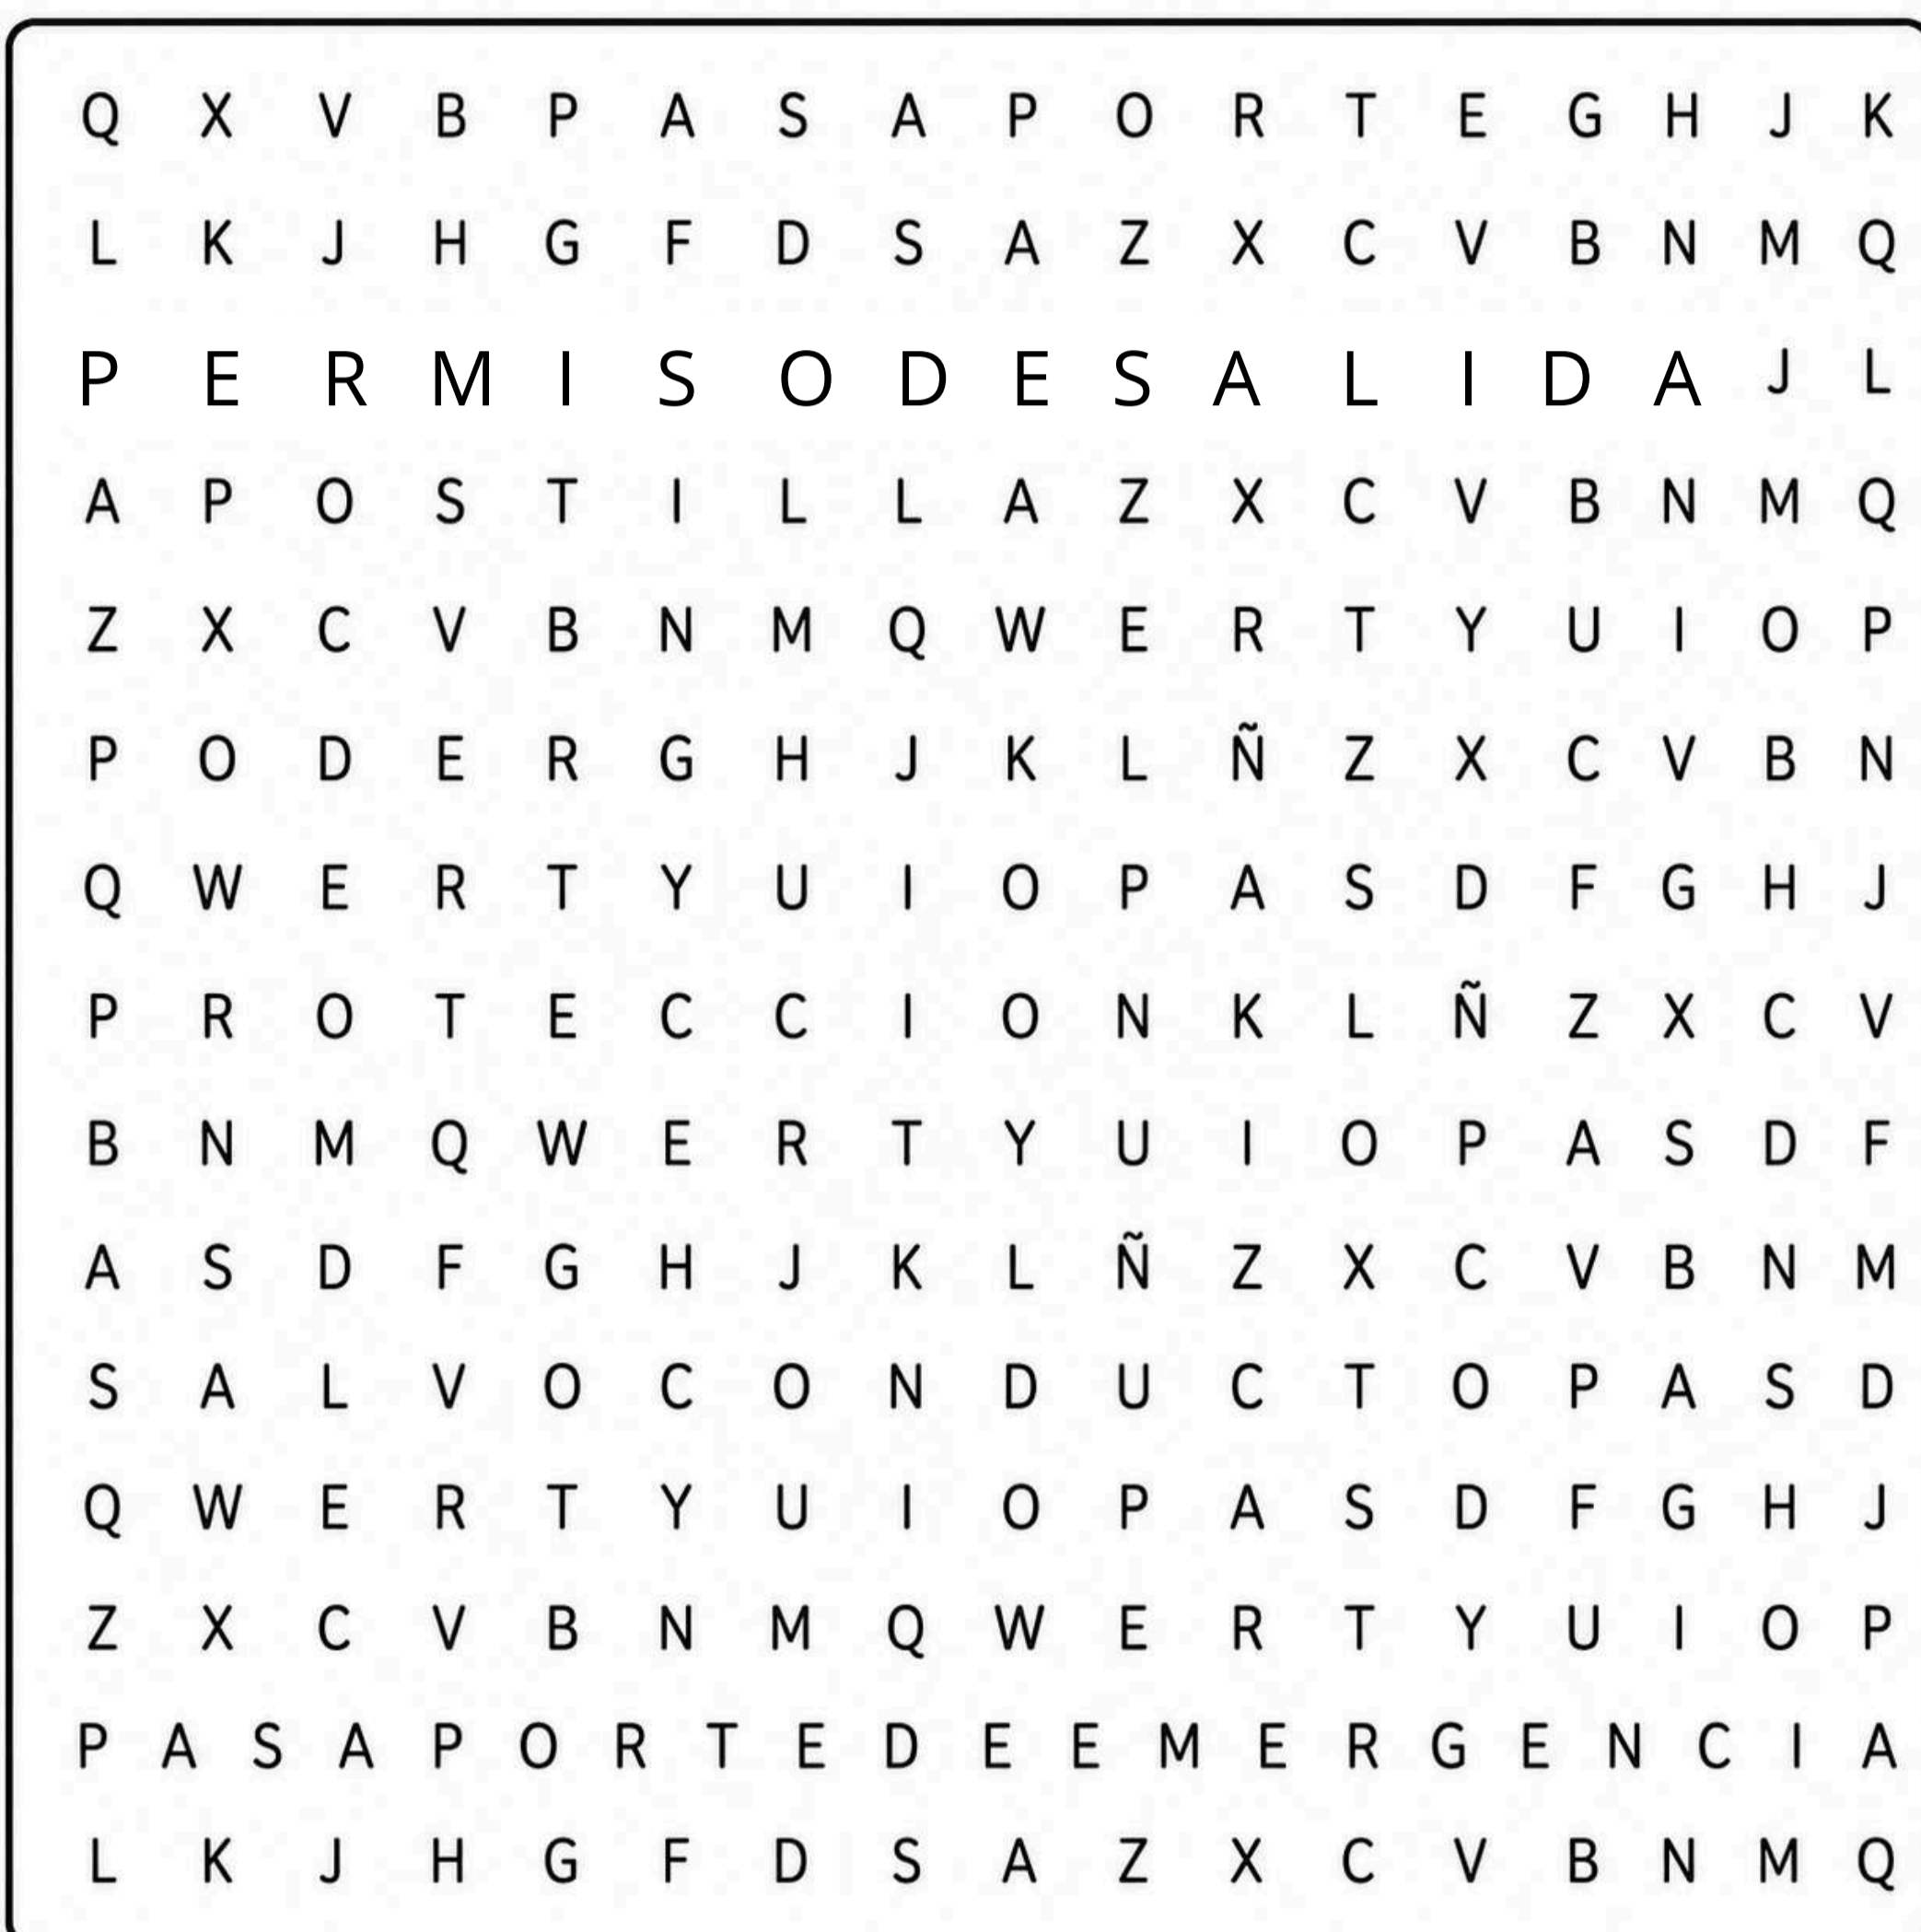 Q X V B P A S A P O R T E G H J K
L K J H G F D S A Z X C V B N M Q
P E R M I S O D E S A L I D A J L
A P O S T I L L A Z X C V B N M Q
Z X C V B N M Q W E R T Y U I O P
P O D E R G H J K L Ñ Z X C V B N
Q W E R T Y U I O P A S D F G H J
P R O T E C C I O N K L Ñ Z X C V
B N M Q W E R T Y U I O P A S D F
A S D F G H J K L Ñ Z X C V B N M
S A L V O C O N D U C T O P A S D
Q W E R T Y U I O P A S D F G H J
Z X C V B N M Q W E R T Y U I O P
P A S A P O R T E D E E M E R G E N C I A
L K J H G F D S A Z X C V B N M Q